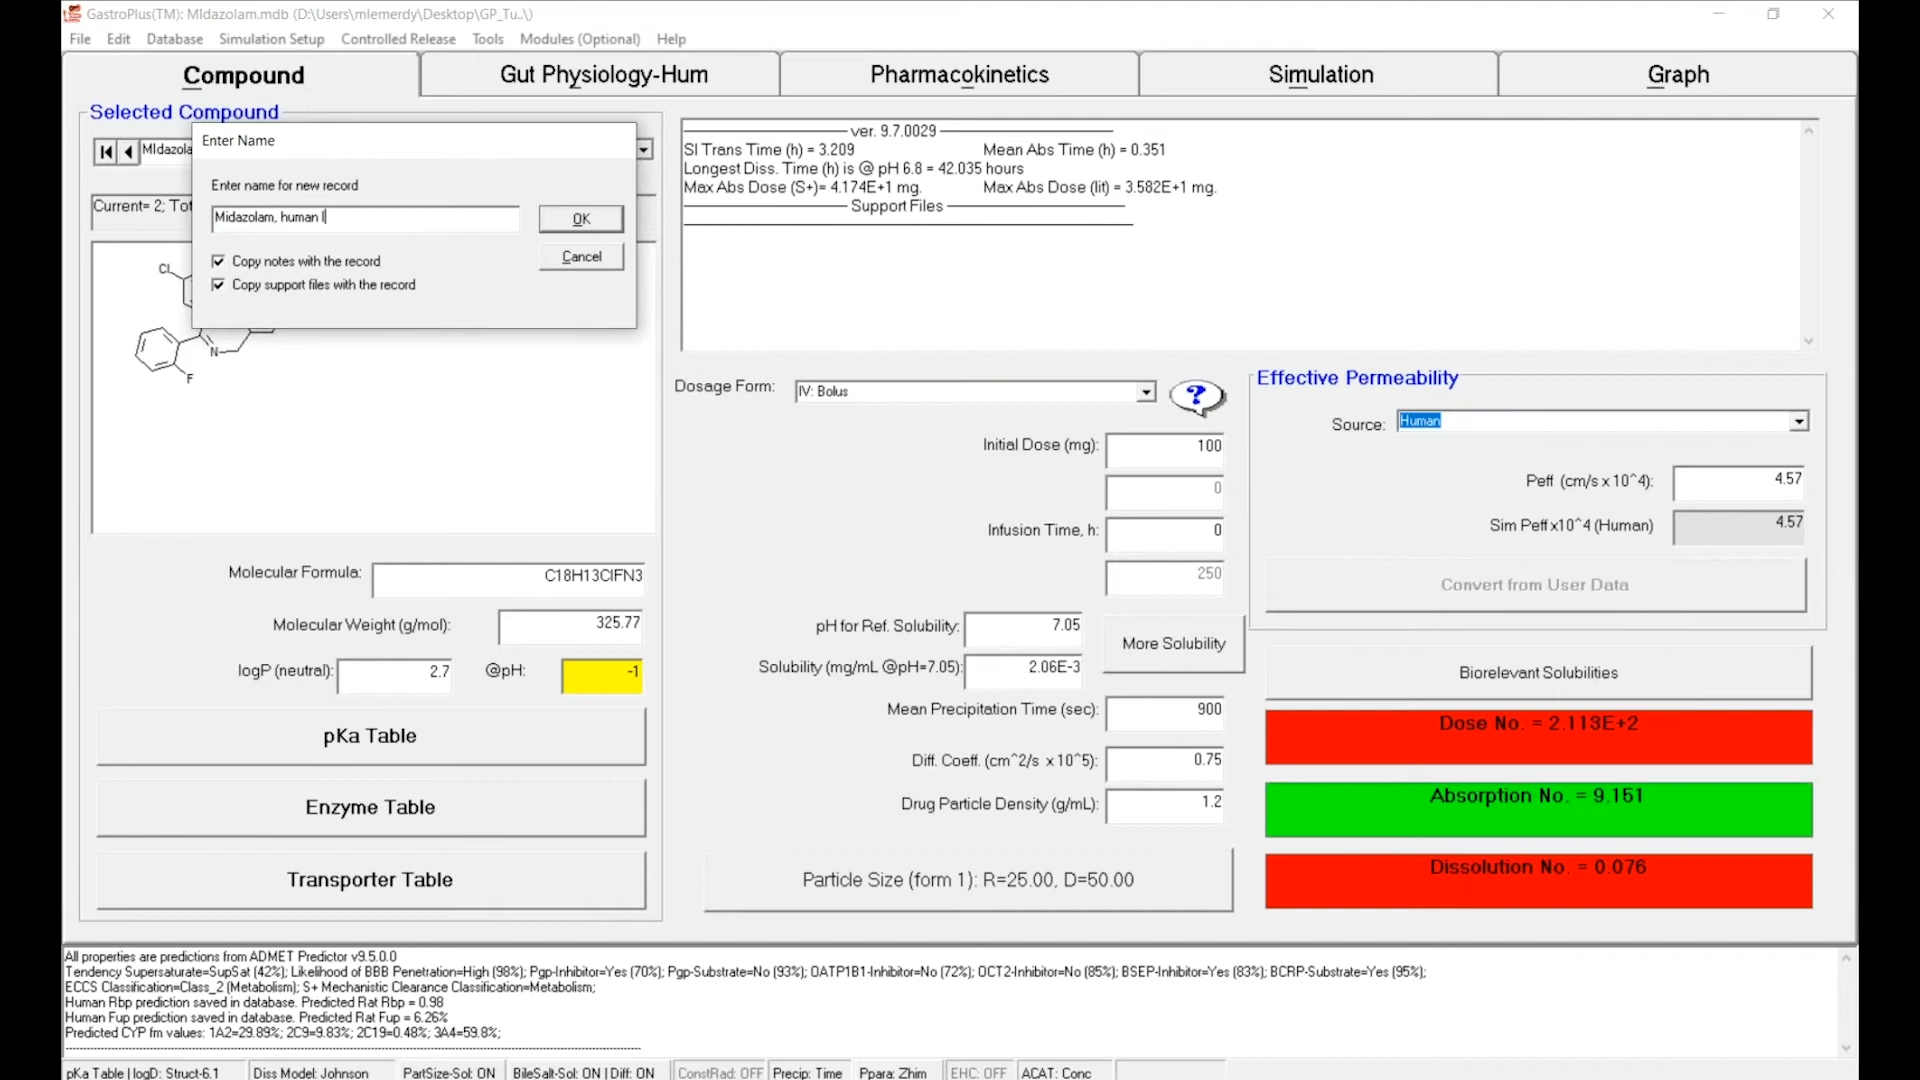 GastroPlus(TM): MIdazolam.mdb (D:\Users\mlemerdy\Desktop\GP_Tu..\)
File Edit Database Simulation Setup Controlled Release Tools Modules (Optional) Help
Compound Gut Physiology-Hum Pharmacokinetics Simulation Graph
Selected Compound
MIdazola
Current= 2; Tot
Enter Name
Enter name for new record
Midazolam, human I
OK
Copy notes with the record
Cancel
Copy support files with the record
Cl
N
F
ver. 9.7.0029
SI Trans Time (h) = 3.209 Mean Abs Time (h) = 0.351
Longest Diss. Time (h) is @ pH 6.8 = 42.035 hours
Max Abs Dose (S+)= 4.174E+1 mg. Max Abs Dose (lit) = 3.582E+1 mg.
Support Files
Molecular Formula: C18H13ClFN3
Molecular Weight (g/mol): 325.77
logP (neutral): 2.7 @pH: -1
pKa Table
Enzyme Table
Transporter Table
Dosage Form: IV: Bolus ?
Initial Dose (mg): 100
0
Infusion Time, h: 0
250
pH for Ref. Solubility: 7.05
More Solubility
Solubility (mg/mL @pH=7.05): 2.06E-3
Mean Precipitation Time (sec): 900
Diff. Coeff. (cm^2/s x 10^5): 0.75
Drug Particle Density (g/mL): 1.2
Particle Size (form 1): R=25.00, D=50.00
Effective Permeability
Source: Human
Peff (cm/s x 10^4): 4.57
Sim Peff x10^4 (Human) 4.57
Convert from User Data
Biorelevant Solubilities
Dose No. = 2.113E+2
Absorption No. = 9.151
Dissolution No. = 0.076
All properties are predictions from ADMET Predictor v9.5.0.0
Tendency Supersaturate=SupSat (42%); Likelihood of BBB Penetration=High (98%); Pgp-Inhibitor=Yes (70%); Pgp-Substrate=No (93%); OATP1B1-Inhibitor=No (72%); OCT2-Inhibitor=No (85%); BSEP-Inhibitor=Yes (83%); BCRP-Substrate=Yes (95%);
ECCS Classification=Class_2 (Metabolism); S+ Mechanistic Clearance Classification=Metabolism;
Human Rbp prediction saved in database. Predicted Rat Rbp = 0.98
Human Fup prediction saved in database. Predicted Rat Fup = 6.26%
Predicted CYP fm values: 1A2=29.89%; 2C9=9.83%; 2C19=0.48%; 3A4=59.8%;
pKa Table | logD: Struct-6.1 Diss Model: Johnson PartSize-Sol: ON BileSalt-Sol: ON | Diff: ON ConstRad: OFF Precip: Time Ppara: Zhim EHC: OFF ACAT: Conc